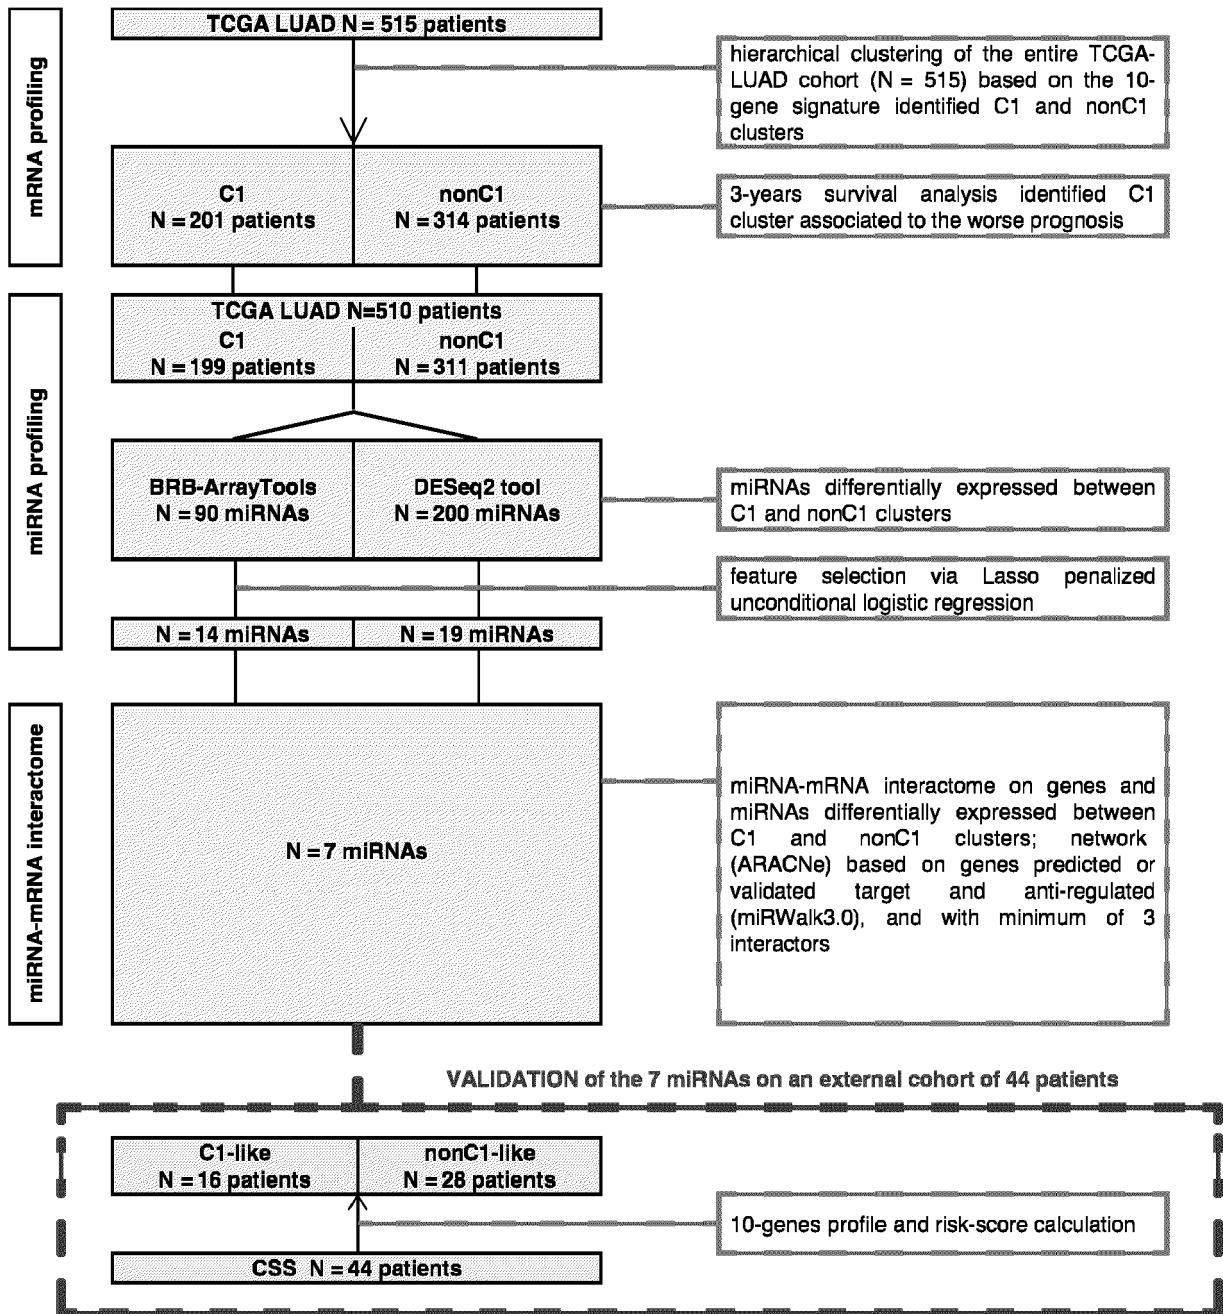 mRNA profiling
TCGA LUAD N = 515 patients
hierarchical clustering of the entire TCGA-
LUAD cohort (N = 515) based on the 10-
gene signature identified C1 and nonC1
clusters
C1
N = 201 patients
nonC1
N = 314 patients
3-years survival analysis identified C1
cluster associated to the worse prognosis
miRNA profiling
TCGA LUAD N=510 patients
C1
N = 199 patients
nonC1
N = 311 patients
BRB-ArrayTools
N = 90 miRNAs
DESeq2 tool
N = 200 miRNAs
miRNAs differentially expressed between
C1 and nonC1 clusters
feature selection via Lasso penalized
unconditional logistic regression
N = 14 miRNAs
N = 19 miRNAs
miRNA-mRNA interactome
N = 7 miRNAs
miRNA-mRNA interactome on genes and
miRNAs differentially expressed between
C1 and nonC1 clusters; network
(ARACNe) based on genes predicted or
validated target and anti-regulated
(miRWalk3.0), and with minimum of 3
interactors
VALIDATION of the 7 miRNAs on an external cohort of 44 patients
C1-like
N = 16 patients
nonC1-like
N = 28 patients
10-genes profile and risk-score calculation
CSS N = 44 patients